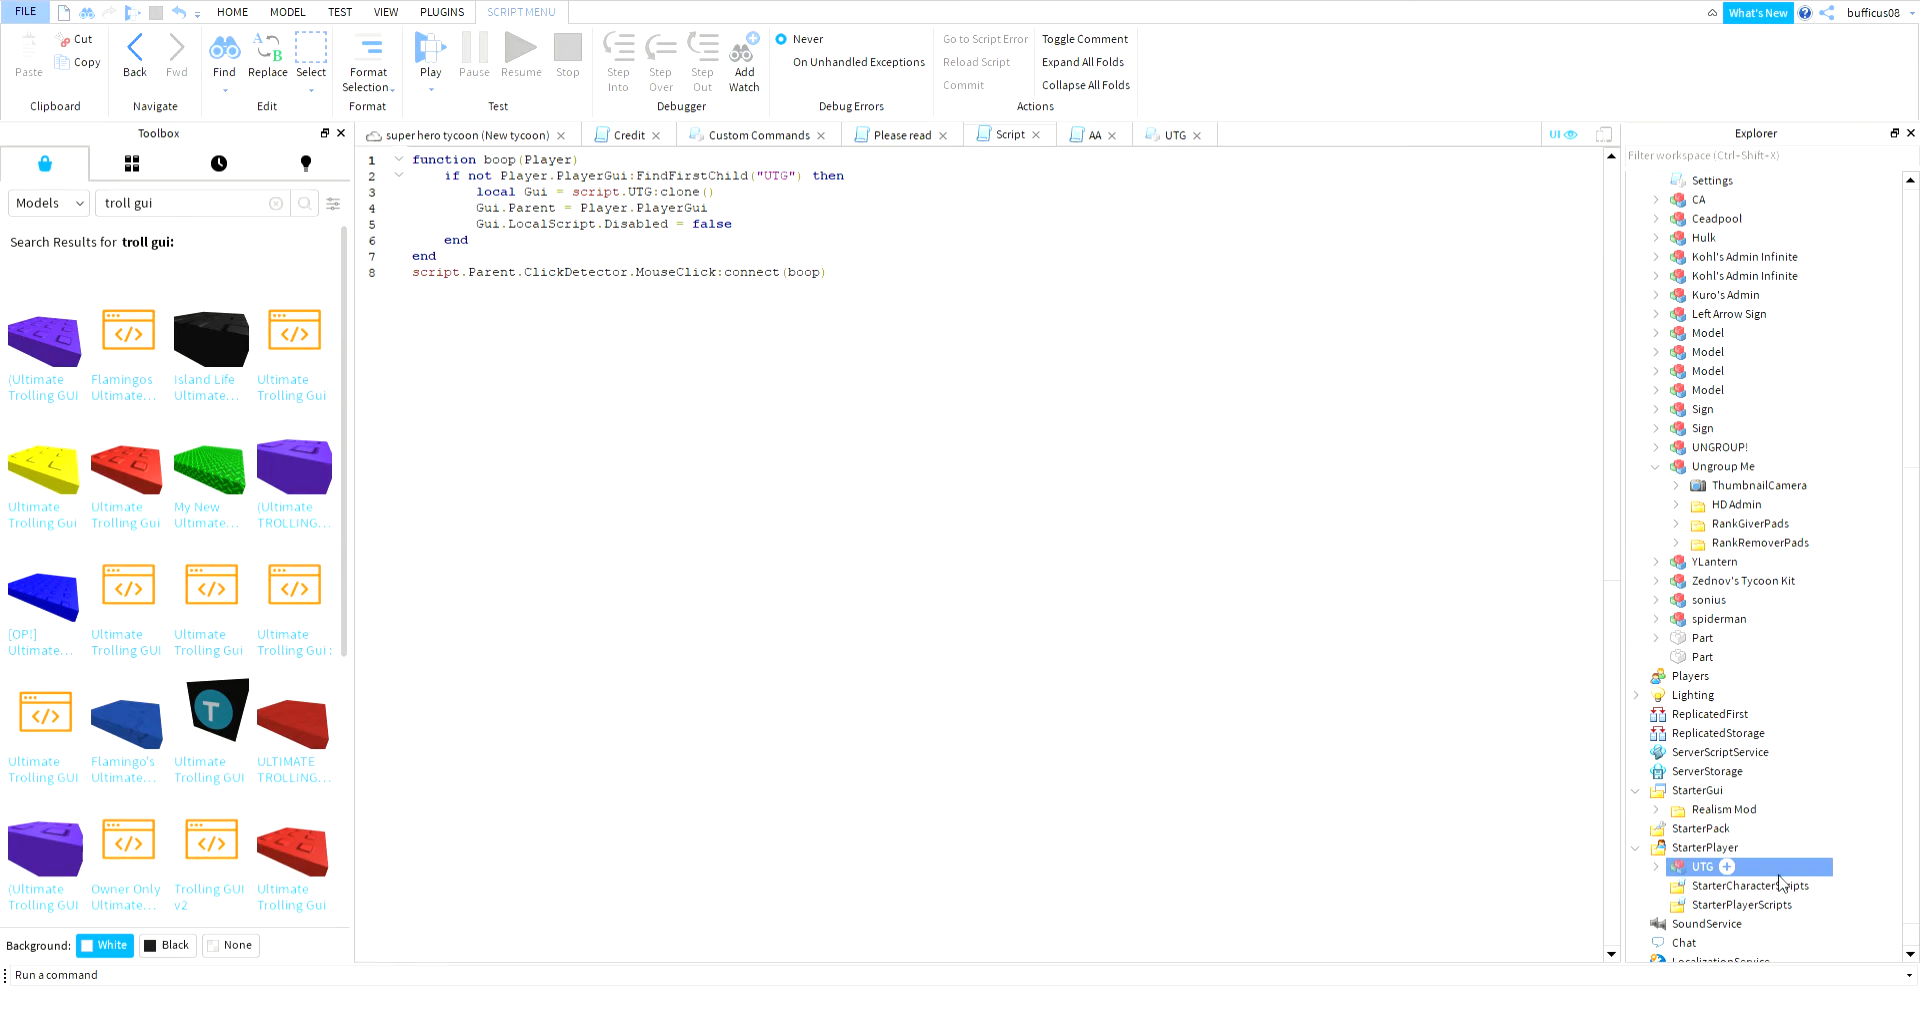 FILE HOME MODEL TEST VIEW PLUGINS SCRIPT MENU What's New bufficus08
Paste Cut Copy Clipboard
Back Fwd Navigate
Find Replace Select Edit
Format Selection Format
Play Pause Resume Stop Test
Step Into Step Over Step Out Add Watch Debugger
Never
On Unhandled Exceptions
Debug Errors
Go to Script Error Toggle Comment
Reload Script Expand All Folds
Commit Collapse All Folds
Actions
Toolbox
Models troll gui
Search Results for troll gui:
(Ultimate Trolling GUI
Flamingos Ultimate...
Island Life Ultimate...
Ultimate Trolling Gui
Ultimate Trolling Gui
Ultimate Trolling Gui
My New Ultimate...
(Ultimate TROLLING...
[OP!] Ultimate...
Ultimate Trolling GUI
Ultimate Trolling Gui
Ultimate Trolling Gui :
Ultimate Trolling GUI
Flamingo's Ultimate...
T
Ultimate Trolling GUI
ULTIMATE TROLLING...
(Ultimate Trolling GUI
Owner Only Ultimate...
Trolling GUI v2
Ultimate Trolling Gui
Background: White Black None
Run a command
super hero tycoon (New tycoon) Credit Custom Commands Please read Script AA UTG UI
1 function boop(Player)
2 if not Player.PlayerGui:FindFirstChild("UTG") then
3 local Gui = script.UTG:clone()
4 Gui.Parent = Player.PlayerGui
5 Gui.LocalScript.Disabled = false
6 end
7 end
8 script.Parent.ClickDetector.MouseClick:connect(boop)
Explorer
Filter workspace (Ctrl+Shift+X)
Settings
CA
Ceadpool
Hulk
Kohl's Admin Infinite
Kohl's Admin Infinite
Kuro's Admin
Left Arrow Sign
Model
Model
Model
Model
Sign
Sign
UNGROUP!
Ungroup Me
ThumbnailCamera
HD Admin
RankGiverPads
RankRemoverPads
YLantern
Zednov's Tycoon Kit
sonius
spiderman
Part
Part
Players
Lighting
ReplicatedFirst
ReplicatedStorage
ServerScriptService
ServerStorage
StarterGui
Realism Mod
StarterPack
StarterPlayer
UTG
StarterCharacterScripts
StarterPlayerScripts
SoundService
Chat
LocalizationService